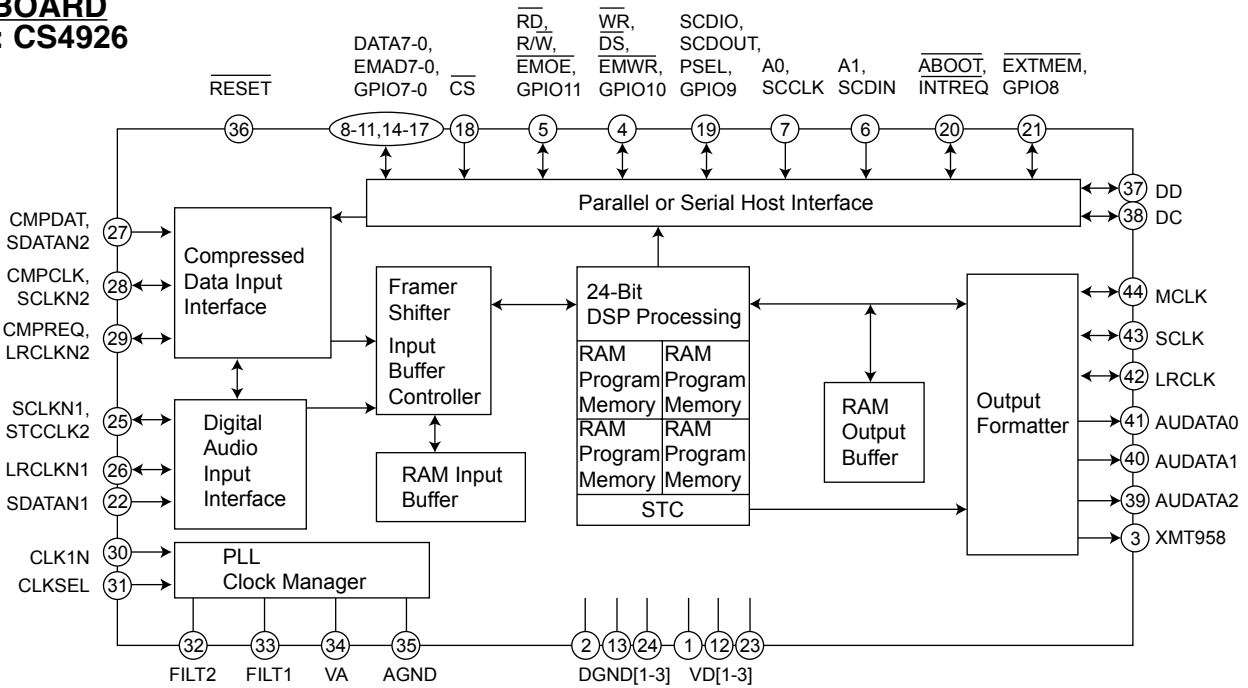 BOARD
: CS4926
RESET
DATA7-0,
EMAD7-0,
GPIO7-0
CS
RD,
R/W,
EMOE,
GPIO11
WR,
DS,
EMWR,
GPIO10
SCDIO,
SCDOUT,
PSEL,
GPIO9
A0,
SCCLK
A1,
SCDIN
ABOOT,
INTREQ
EXTMEM,
GPIO8
36
8-11,14-17
18
5
4
19
7
6
20
21
Parallel or Serial Host Interface
37 DD
38 DC
CMPDAT,
SDATAN2
27
CMPCLK,
SCLKN2
28
CMPREQ,
LRCLKN2
29
Compressed
Data Input
Interface
SCLKN1,
STCCLK2
25
LRCLKN1 26
SDATAN1 22
Digital
Audio
Input
Interface
Framer
Shifter
Input
Buffer
Controller
RAM Input
Buffer
24-Bit
DSP Processing
RAM
Program
Memory
RAM
Program
Memory
RAM
Program
Memory
RAM
Program
Memory
STC
RAM
Output
Buffer
Output
Formatter
44 MCLK
43 SCLK
42 LRCLK
41 AUDATA0
40 AUDATA1
39 AUDATA2
3 XMT958
CLK1N 30
CLKSEL 31
PLL
Clock Manager
32
33
34
35
2
13
24
1
12
23
FILT2
FILT1
VA
AGND
DGND[1-3]
VD[1-3]